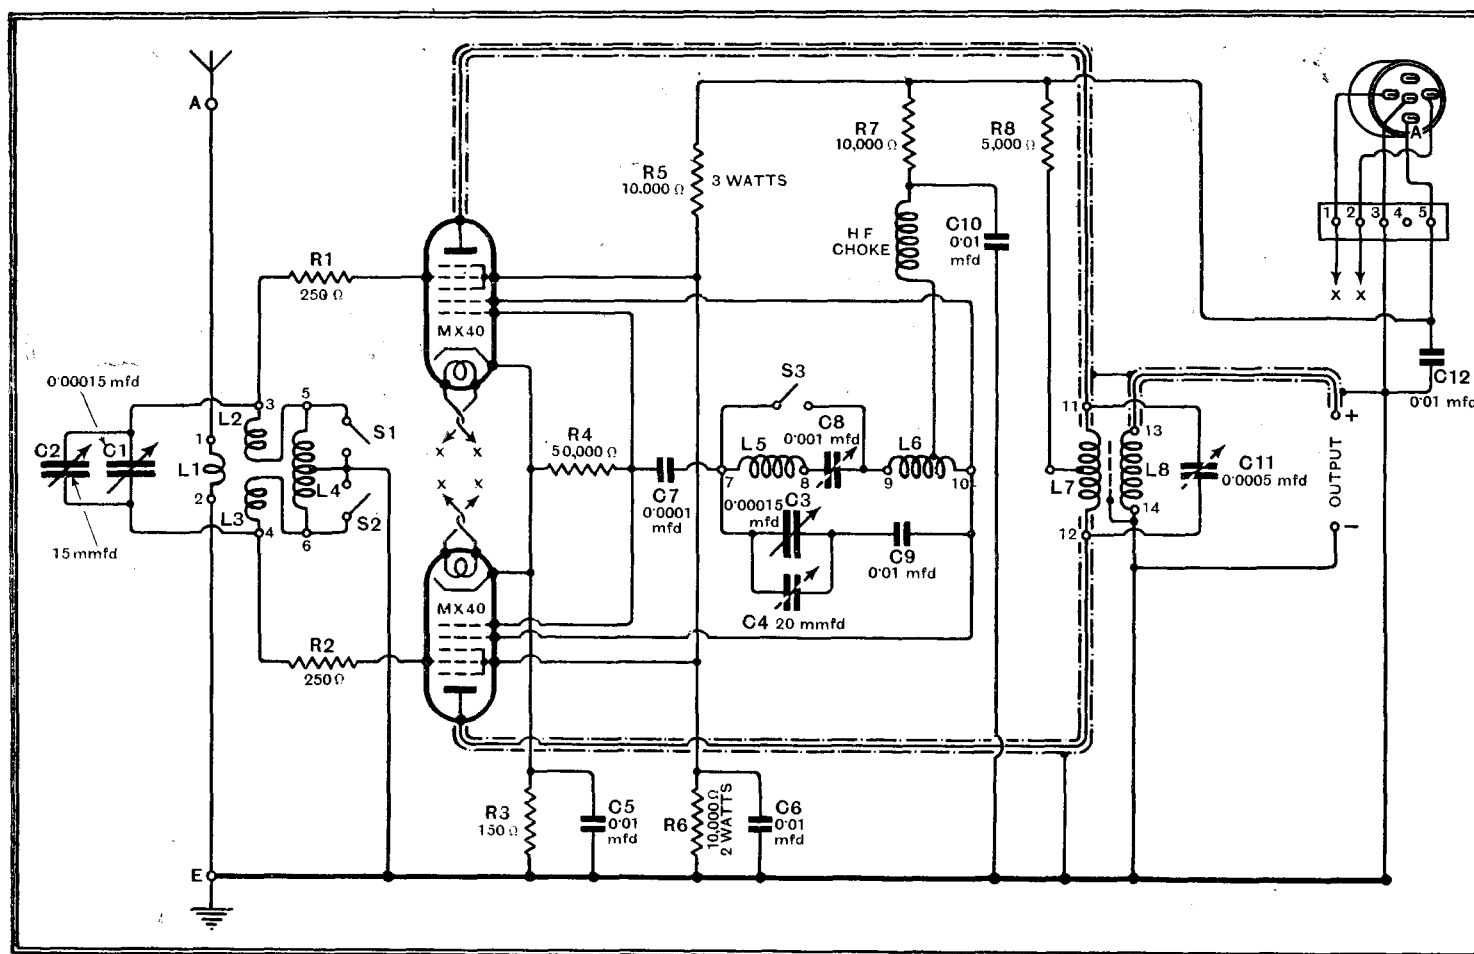 A
R7
10,000 Ω
R8
5,000 Ω
A
R5
10.000 Ω
3 WATTS
1 2 3 4 5
H F
CHOKE
C10
0·01
mfd
R1
250 Ω
x x
MX40
0·00015 mfd
S3
C12
0·01 mfd
3
5
L2
S1
C2
C1
1
L1
2
L4
L3
S2
4
6
15 mmfd
x x
x x
R4
50,000 Ω
C7
0·0001
mfd
C8
0·001 mfd
L5
L6
7
8
9
10
0·00015
mfd
C3
C9
0·01 mfd
C4 20 mmfd
11
13
L7
L8
14
12
C11
0·0005 mfd
+
OUTPUT
–
MX40
R2
250Ω
R3
150 Ω
C5
0·01
mfd
R6
10,000 Ω
2 WATTS
C6
0·01
mfd
E